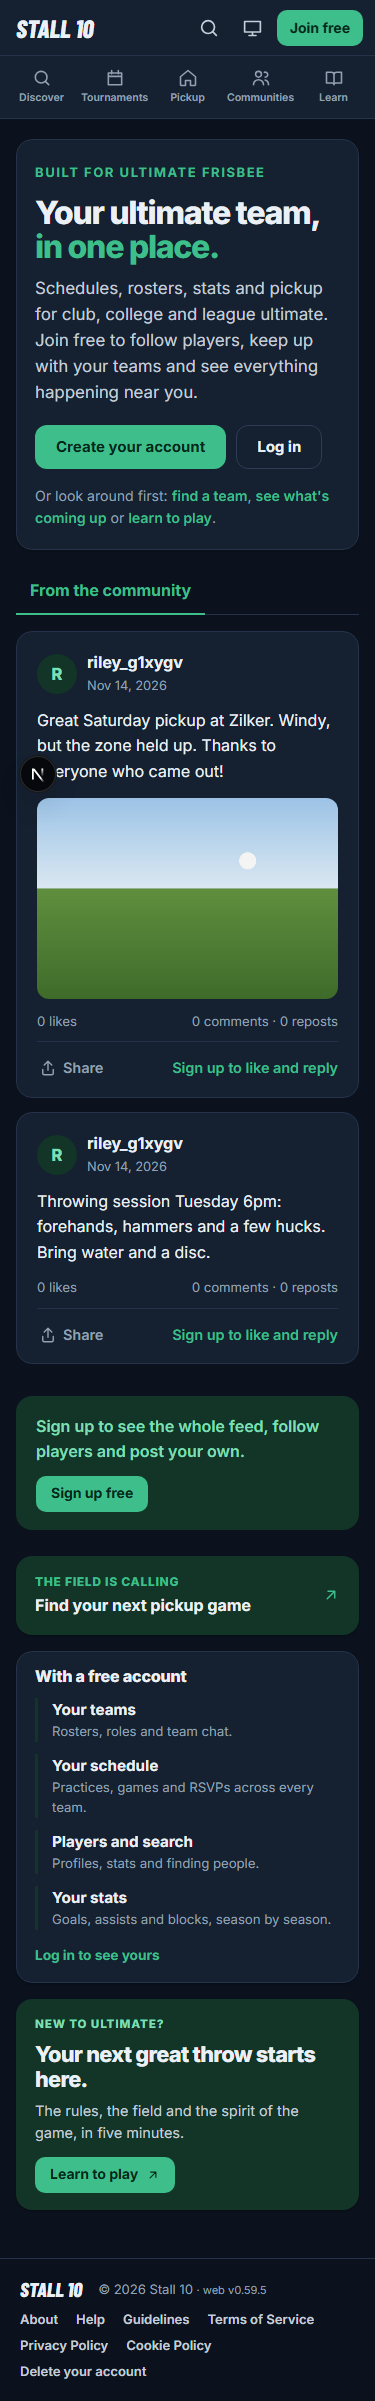 STALL 10
Join free
Discover
Tournaments
Pickup
Communities
Learn
BUILT FOR ULTIMATE FRISBEE
Your ultimate team,
in one place.
Schedules, rosters, stats and pickup
for club, college and league ultimate.
Join free to follow players, keep up
with your teams and see everything
happening near you.
Create your account
Log in
Or look around first: find a team, see what's
coming up or learn to play.
From the community
R
riley_g1xygv
Nov 14, 2026
Great Saturday pickup at Zilker. Windy,
but the zone held up. Thanks to
eryone who came out!
N
0 likes
0 comments · 0 reposts
Share
Sign up to like and reply
R
riley_g1xygv
Nov 14, 2026
Throwing session Tuesday 6pm:
forehands, hammers and a few hucks.
Bring water and a disc.
0 likes
0 comments · 0 reposts
Share
Sign up to like and reply
Sign up to see the whole feed, follow
players and post your own.
Sign up free
THE FIELD IS CALLING
Find your next pickup game
With a free account
Your teams
Rosters, roles and team chat.
Your schedule
Practices, games and RSVPs across every
team.
Players and search
Profiles, stats and finding people.
Your stats
Goals, assists and blocks, season by season.
Log in to see yours
NEW TO ULTIMATE?
Your next great throw starts
here.
The rules, the field and the spirit of the
game, in five minutes.
Learn to play
STALL 10
© 2026 Stall 10 · web v0.59.5
About
Help
Guidelines
Terms of Service
Privacy Policy
Cookie Policy
Delete your account